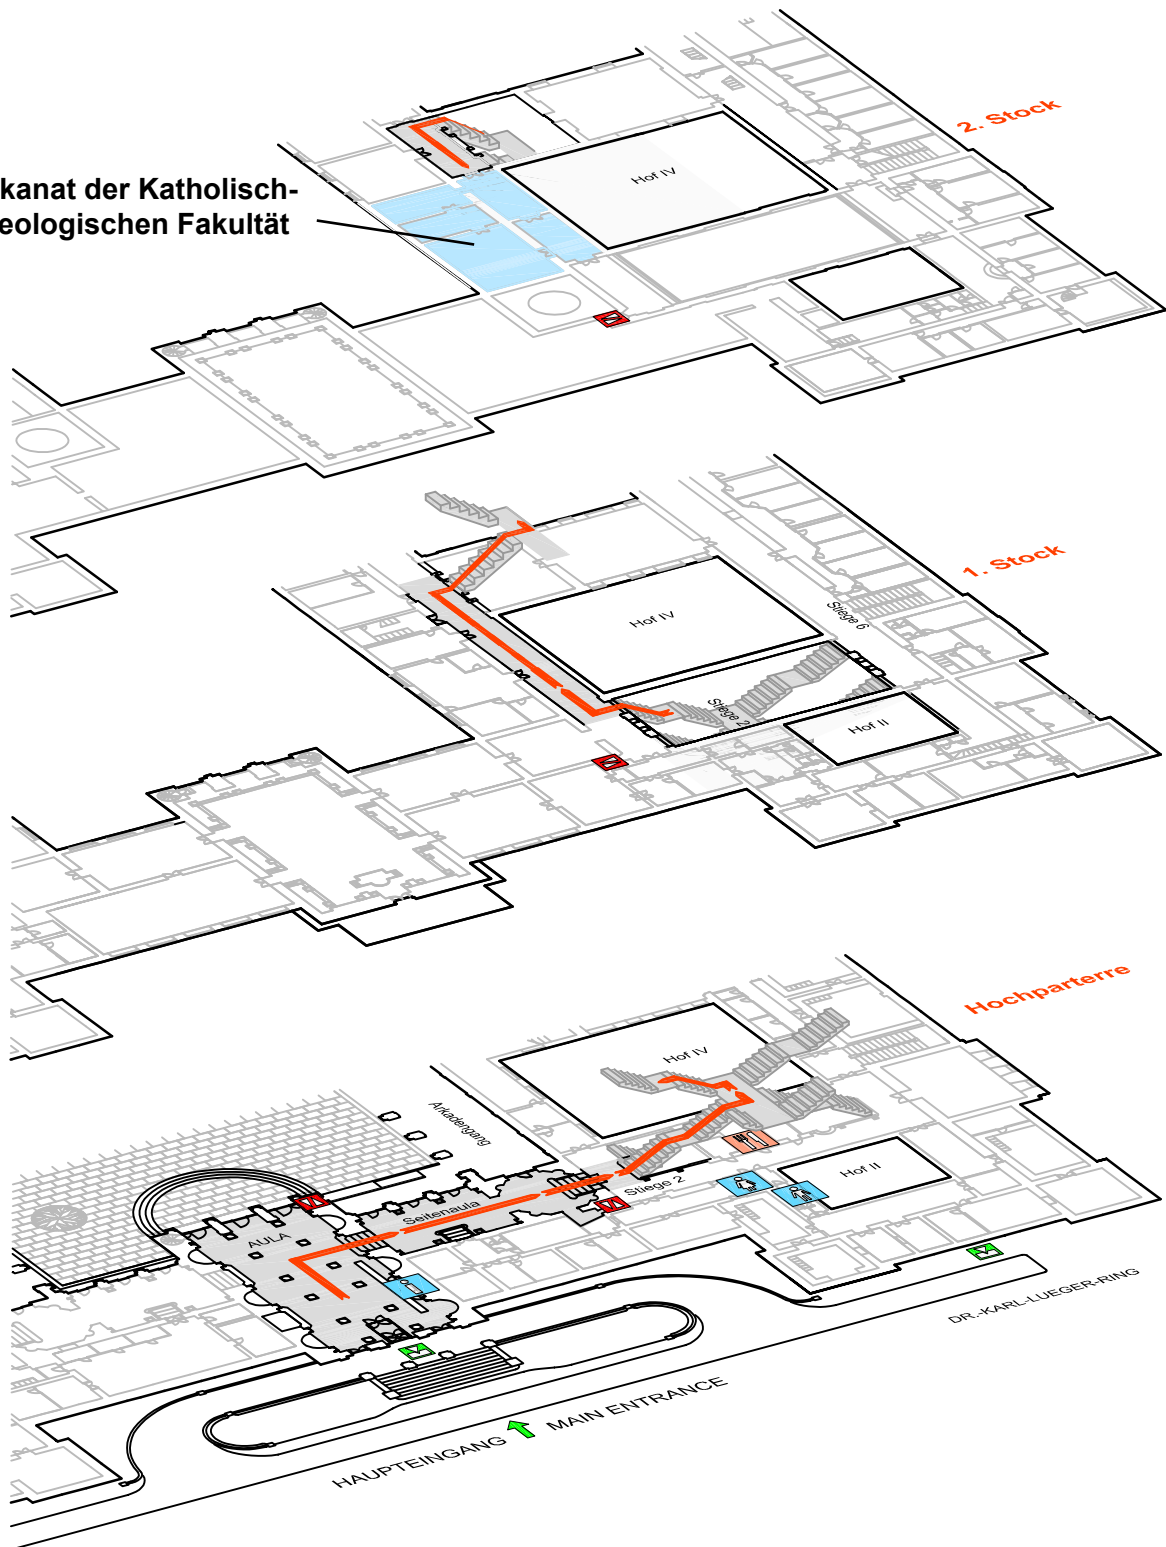 2. Stock
Hof IV
kanat der Katholisch-
eologischen Fakultät
1. Stock
Stiege 6
Hof IV
Stiege 2
Hof II
Hochparterre
Hof IV
Arkadengang
Hof II
Stiege 2
Seitenaula
AULA
DR.-KARL-LUEGER-RING
HAUPTEINGANG MAIN ENTRANCE